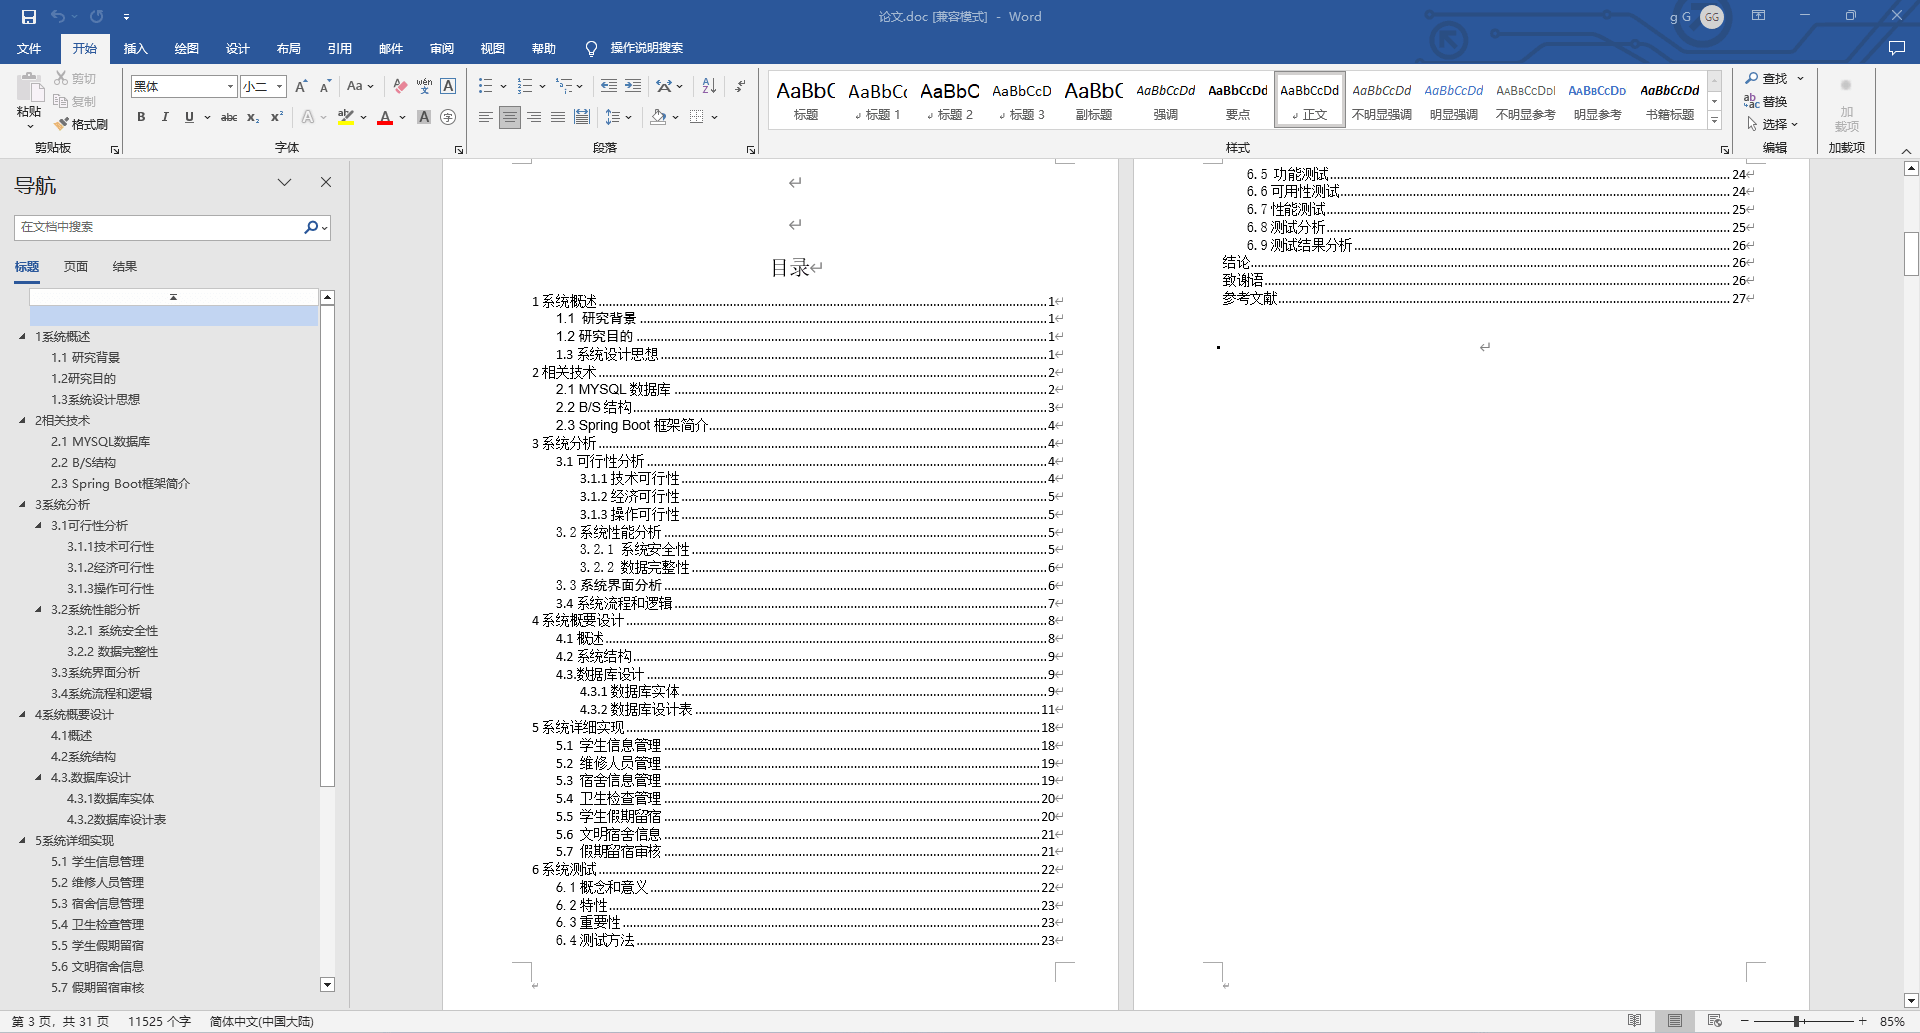 论文.doc [兼容模式] - Word
g G
GG
文件
开始
插入
绘图
设计
布局
引用
邮件
审阅
视图
帮助
操作说明搜索
粘贴
剪切
复制
格式刷
剪贴板
黑体
小二
字体
段落
AaBbC 标题
AaBbCc 标题 1
AaBbC 标题 2
AaBbCcD 标题 3
AaBbC 副标题
AaBbCcDd 强调
AaBbCcDd 要点
AaBbCcDd 正文
AaBbCcDd 不明显强调
AaBbCcDd 明显强调
AaBbCcDdI 不明显参考
AaBbCcDd 明显参考
AaBbCcDd 书籍标题
样式
查找
替换
选择
编辑
加载项
加载项
导航
在文档中搜索
标题
页面
结果
1系统概述
1.1 研究背景
1.2研究目的
1.3系统设计思想
2相关技术
2.1 MYSQL数据库
2.2 B/S结构
2.3 Spring Boot框架简介
3系统分析
3.1可行性分析
3.1.1技术可行性
3.1.2经济可行性
3.1.3操作可行性
3.2系统性能分析
3.2.1 系统安全性
3.2.2 数据完整性
3.3系统界面分析
3.4系统流程和逻辑
4系统概要设计
4.1概述
4.2系统结构
4.3.数据库设计
4.3.1数据库实体
4.3.2数据库设计表
5系统详细实现
5.1 学生信息管理
5.2 维修人员管理
5.3 宿舍信息管理
5.4 卫生检查管理
5.5 学生假期留宿
5.6 文明宿舍信息
5.7 假期留宿审核
目录
1 系统概述 1
1.1 研究背景 1
1.2 研究目的 1
1.3 系统设计思想 1
2 相关技术 2
2.1 MYSQL 数据库 2
2.2 B/S 结构 3
2.3 Spring Boot 框架简介 4
3 系统分析 4
3.1 可行性分析 4
3.1.1 技术可行性 4
3.1.2 经济可行性 5
3.1.3 操作可行性 5
3.2 系统性能分析 5
3.2.1 系统安全性 5
3.2.2 数据完整性 6
3.3 系统界面分析 6
3.4 系统流程和逻辑 7
4 系统概要设计 8
4.1 概述 8
4.2 系统结构 9
4.3.数据库设计 9
4.3.1 数据库实体 9
4.3.2 数据库设计表 11
5 系统详细实现 18
5.1 学生信息管理 18
5.2 维修人员管理 19
5.3 宿舍信息管理 19
5.4 卫生检查管理 20
5.5 学生假期留宿 20
5.6 文明宿舍信息 21
5.7 假期留宿审核 21
6 系统测试 22
6.1 概念和意义 22
6.2 特性 23
6.3 重要性 23
6.4 测试方法 23
6.5 功能测试 24
6.6 可用性测试 24
6.7 性能测试 25
6.8 测试分析 25
6.9 测试结果分析 26
结论 26
致谢语 26
参考文献 27
第 3 页，共 31 页
11525 个字
简体中文(中国大陆)
85%